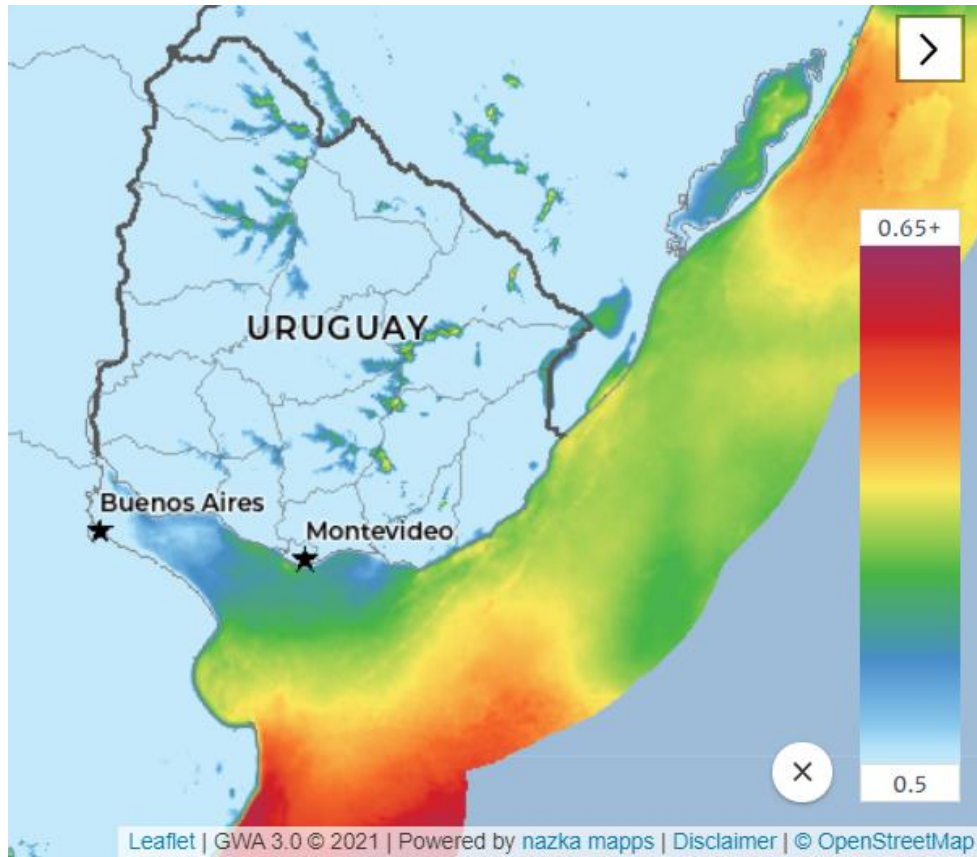 0.65+
URUGUAY
Buenos Aires
Montevideo
0.5
Leaflet | GWA 3.0 © 2021 | Powered by nazka mapps | Disclaimer | © OpenStreetMap